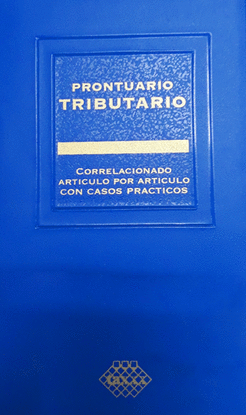 PRONTUARIO
TRIBUTARIO
CORRELACIONADO
ARTICULO POR ARTICULO
CON CASOS PRACTICOS